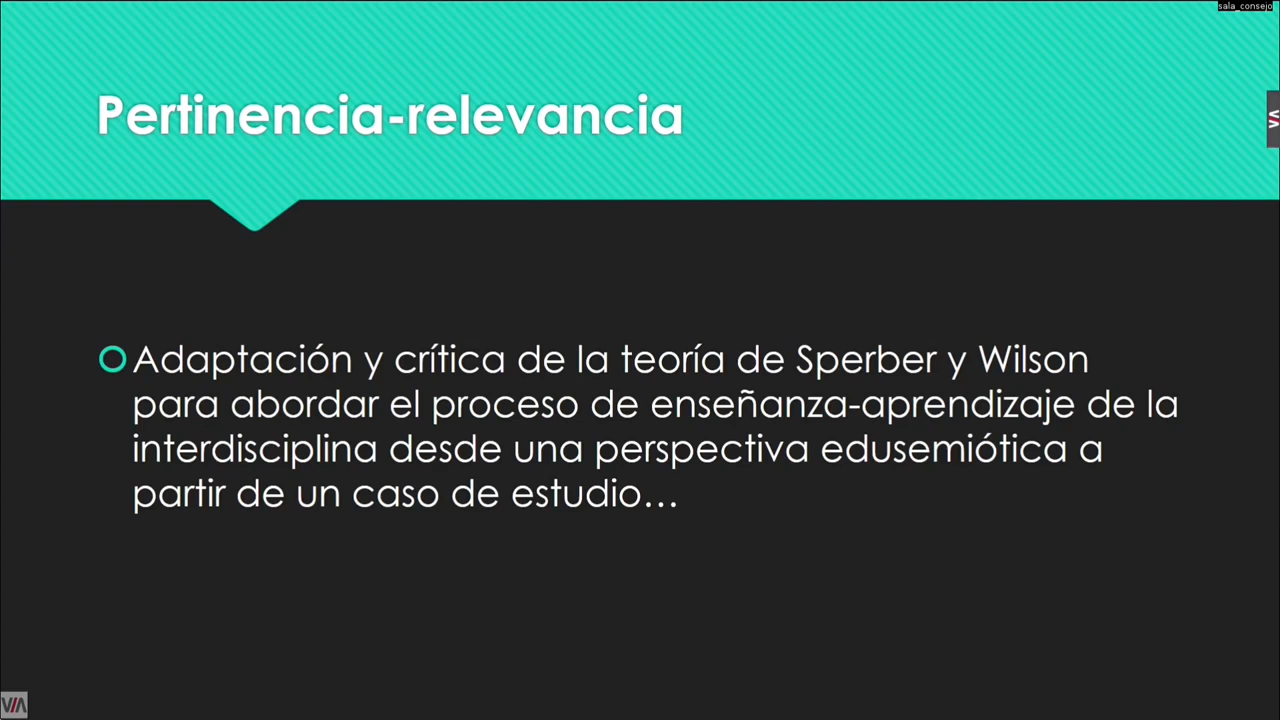 sala_consejo
Pertinencia-relevancia
Adaptación y crítica de la teoría de Sperber y Wilson
para abordar el proceso de enseñanza-aprendizaje de la
interdisciplina desde una perspectiva edusemiótica a
partir de un caso de estudio…
VIA